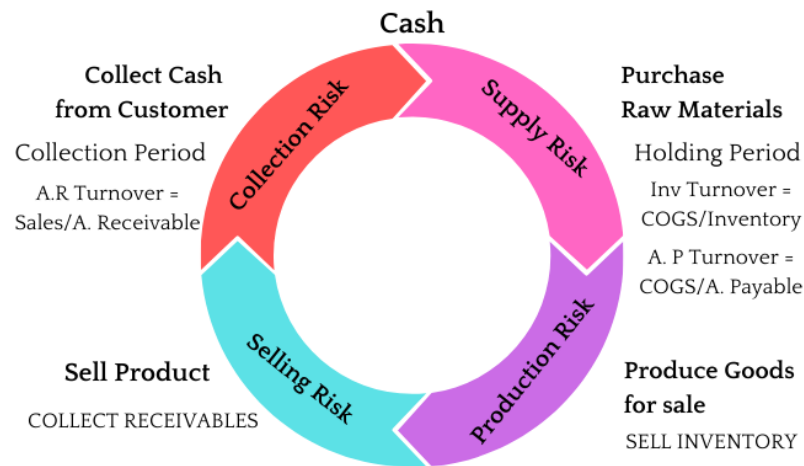 Cash
Collect Cash
from Customer
Collection Period
A.R Turnover =
Sales/A. Receivable
Collection Risk
Supply Risk
Purchase
Raw Materials
Holding Period
Inv Turnover =
COGS/Inventory
A. P Turnover =
COGS/A. Payable
Selling Risk
Production Risk
Sell Product
COLLECT RECEIVABLES
Produce Goods
for sale
SELL INVENTORY